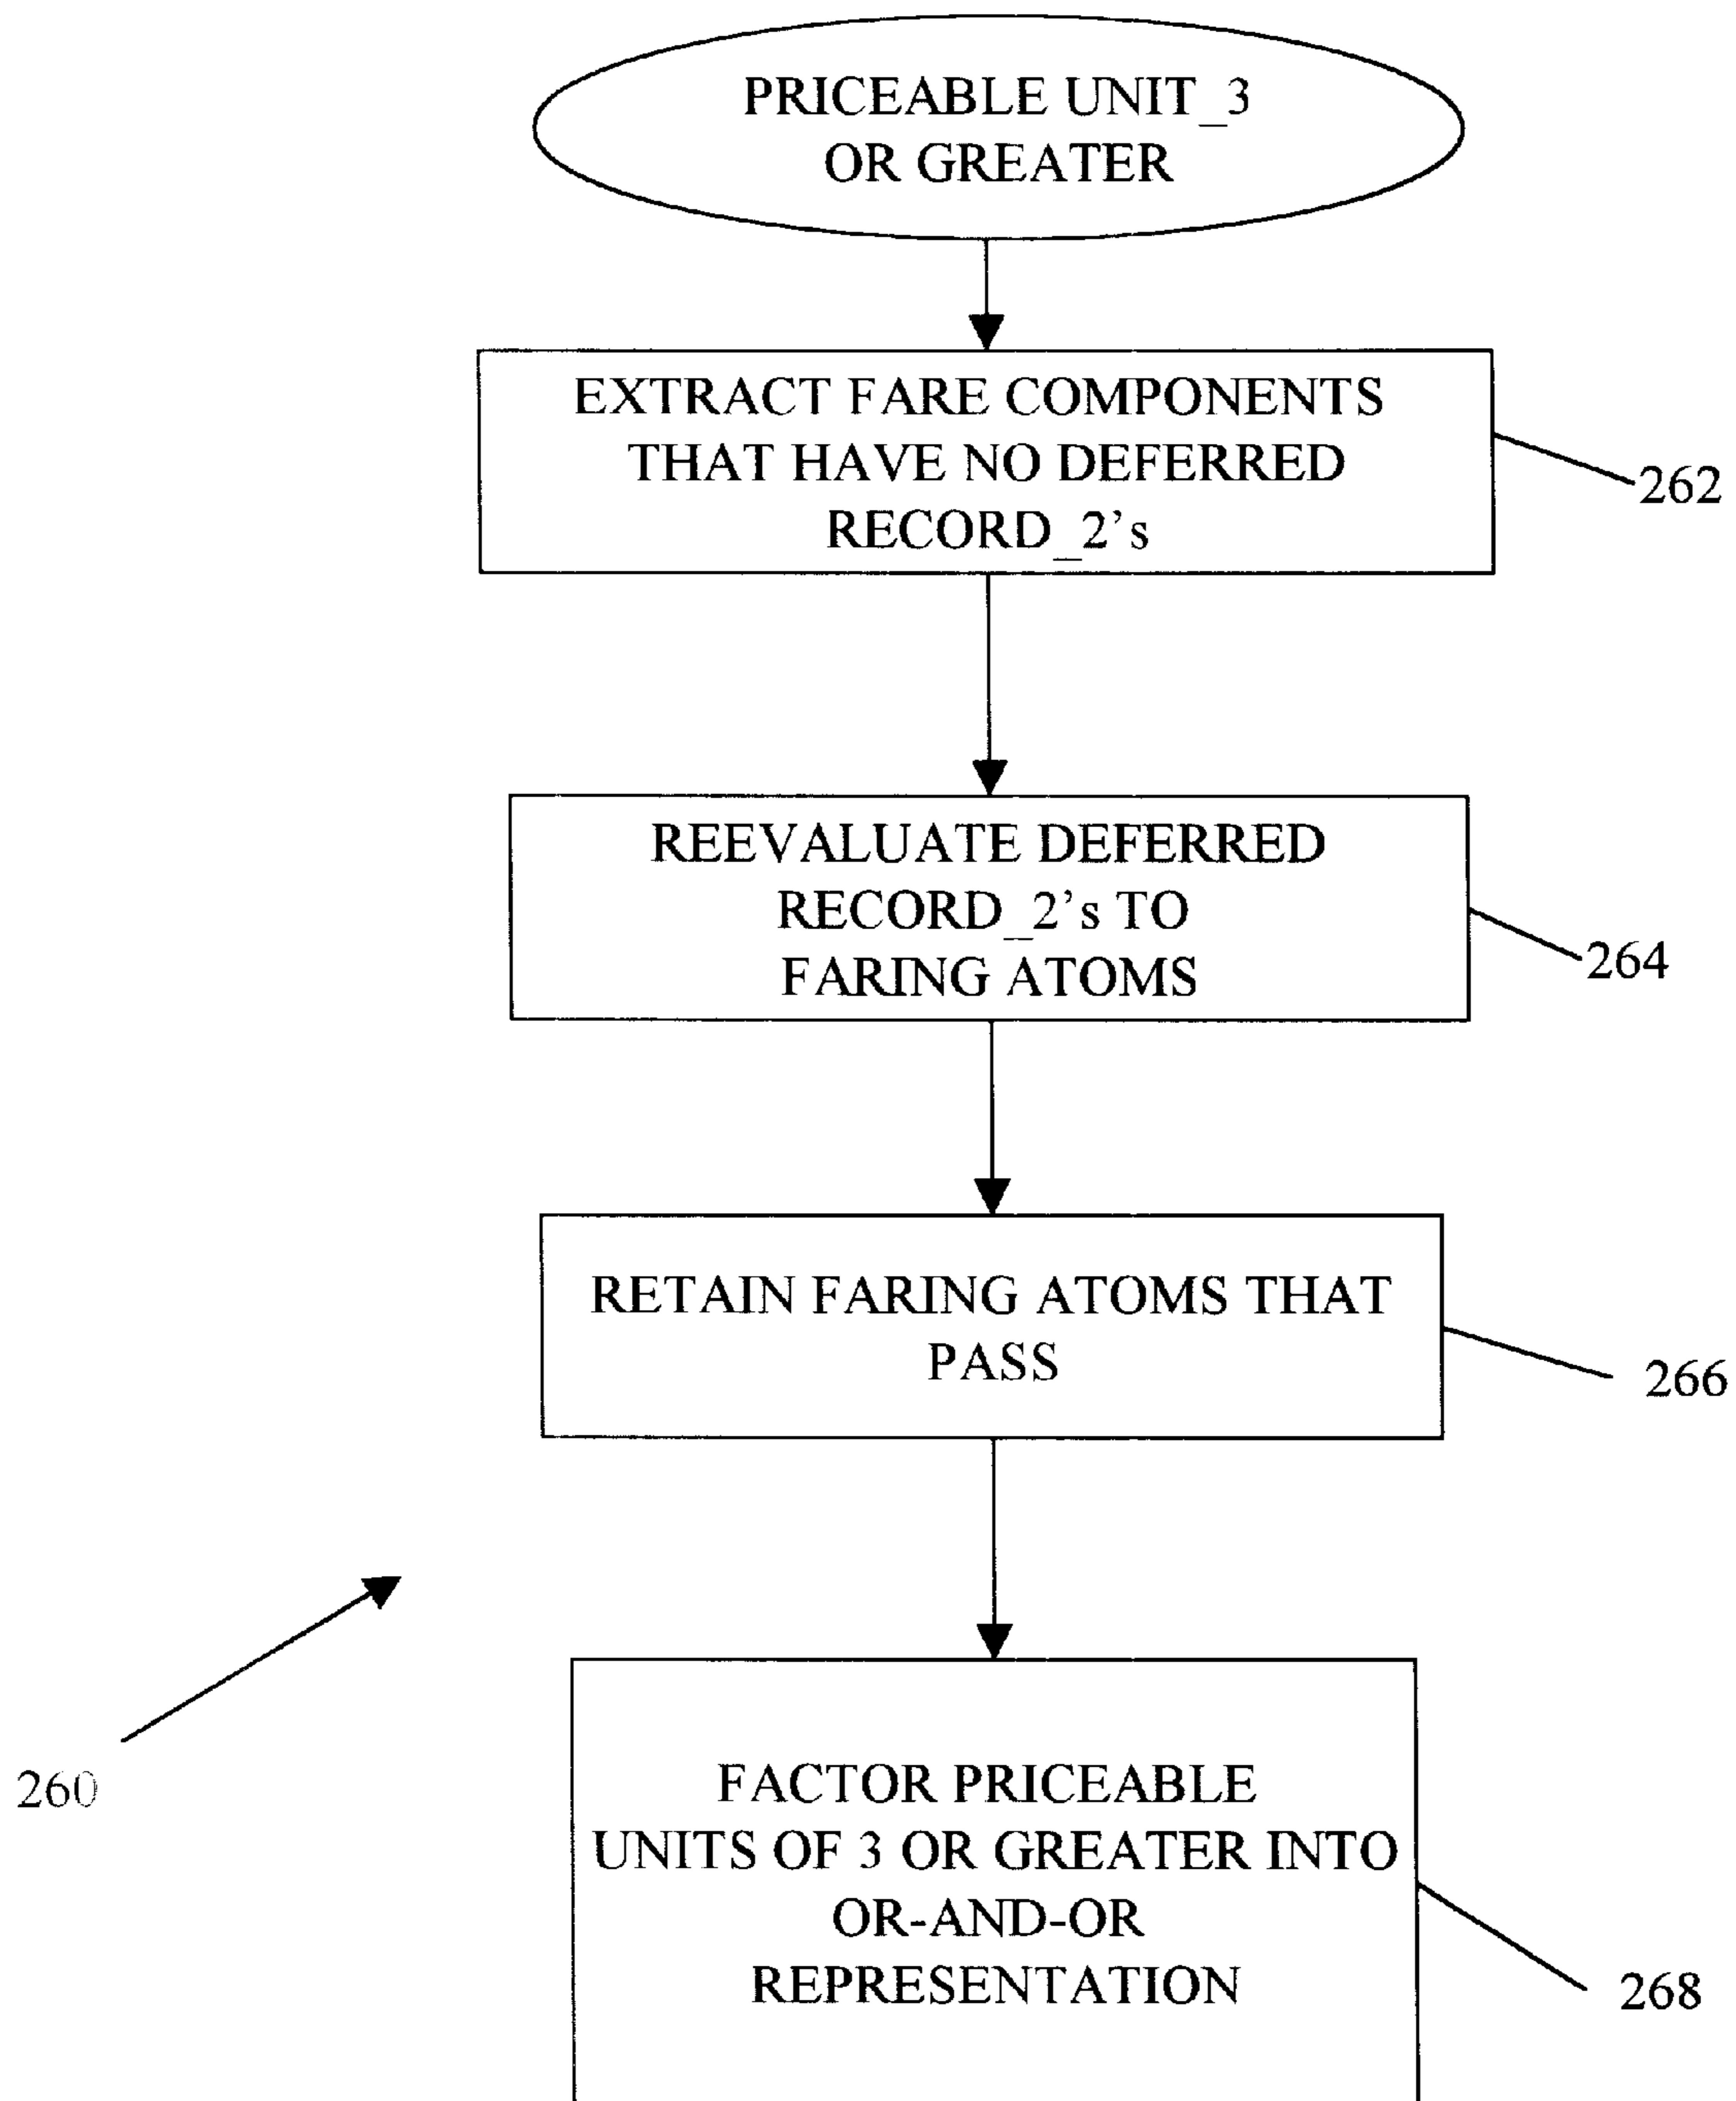 PRICEABLE UNIT_3
OR GREATER
EXTRACT FARE COMPONENTS
THAT HAVE NO DEFERRED
RECORD_2's
262
REEVALUATE DEFERRED
RECORD_2's TO
FARING ATOMS
264
RETAIN FARING ATOMS THAT
PASS
266
260
FACTOR PRICEABLE
UNITS OF 3 OR GREATER INTO
OR-AND-OR
REPRESENTATION
268